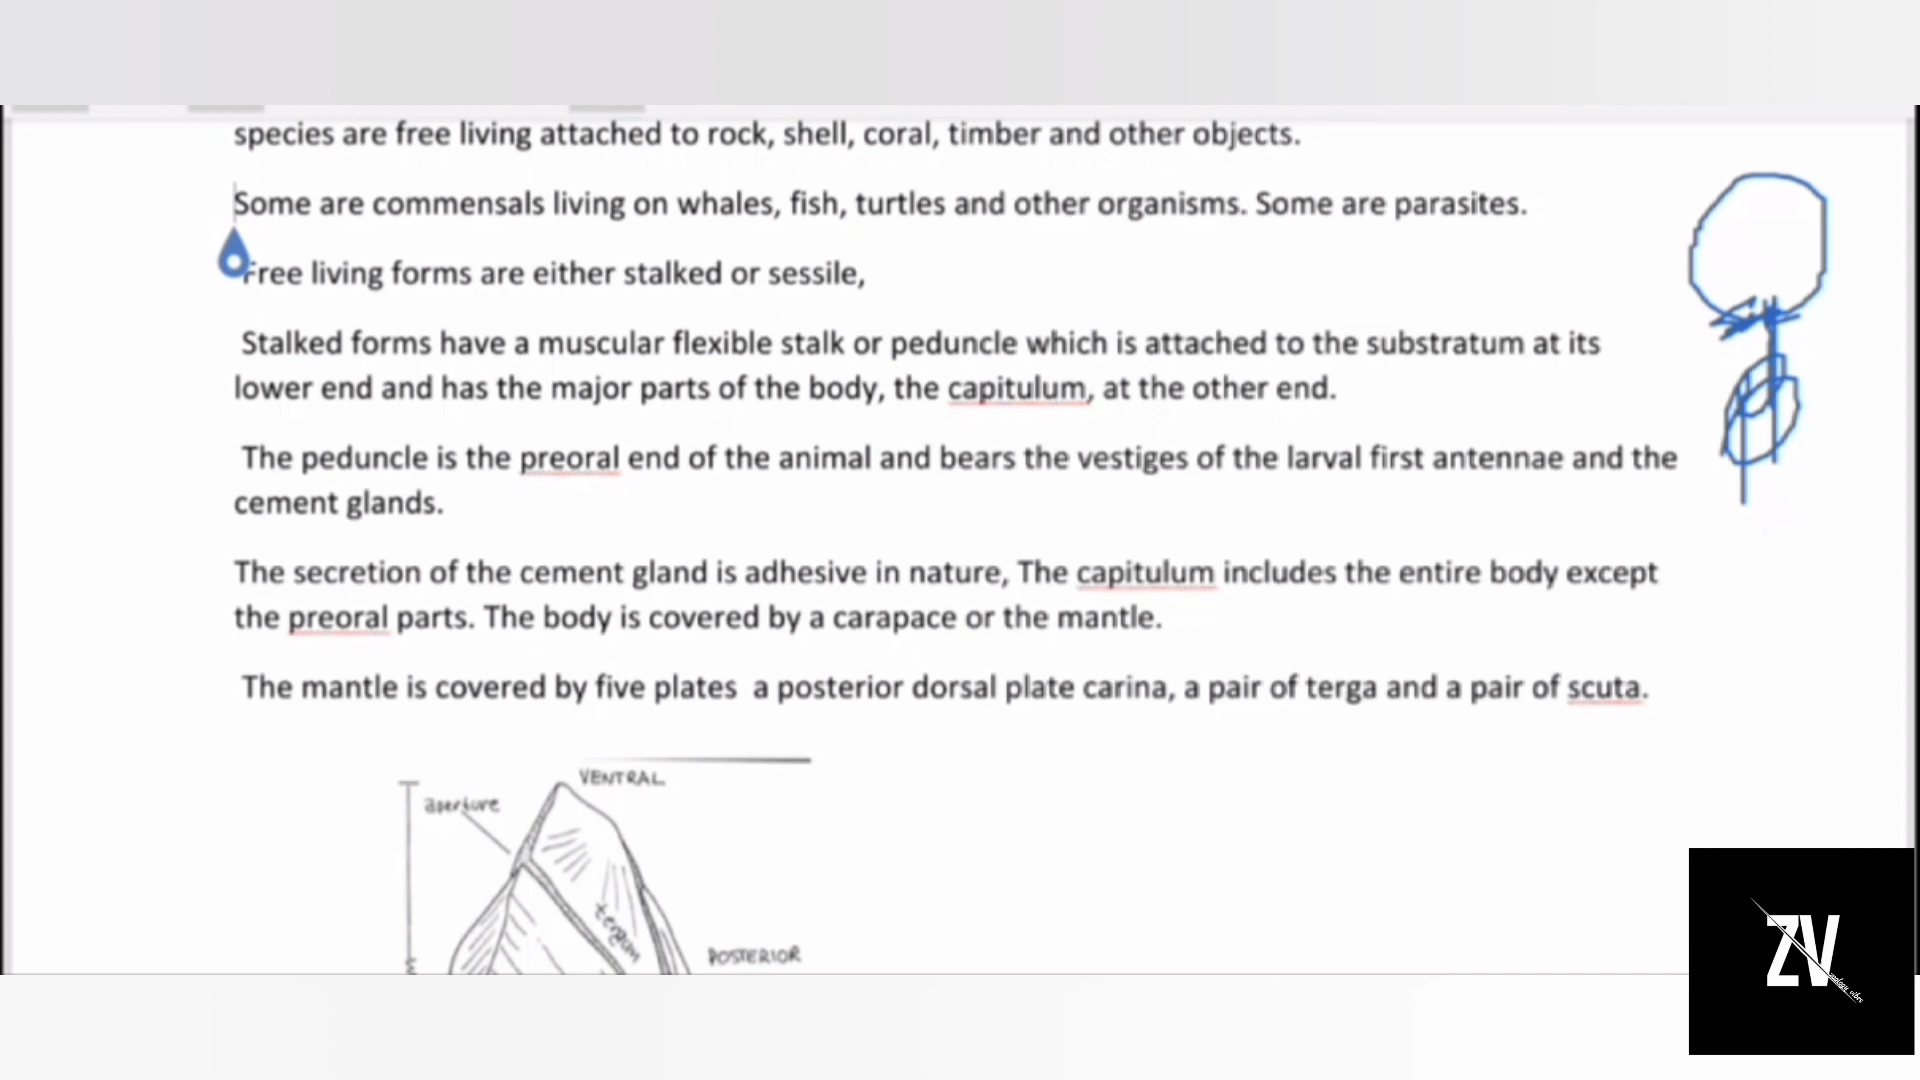 species are free living attached to rock, shell, coral, timber and other objects.
Some are commensals living on whales, fish, turtles and other organisms. Some are parasites.
Free living forms are either stalked or sessile,
Stalked forms have a muscular flexible stalk or peduncle which is attached to the substratum at its
lower end and has the major parts of the body, the capitulum, at the other end.
The peduncle is the preoral end of the animal and bears the vestiges of the larval first antennae and the
cement glands.
The secretion of the cement gland is adhesive in nature, The capitulum includes the entire body except
the preoral parts. The body is covered by a carapace or the mantle.
The mantle is covered by five plates a posterior dorsal plate carina, a pair of terga and a pair of scuta.
VENTRAL
aperture
tergum
POSTERIOR
ZV